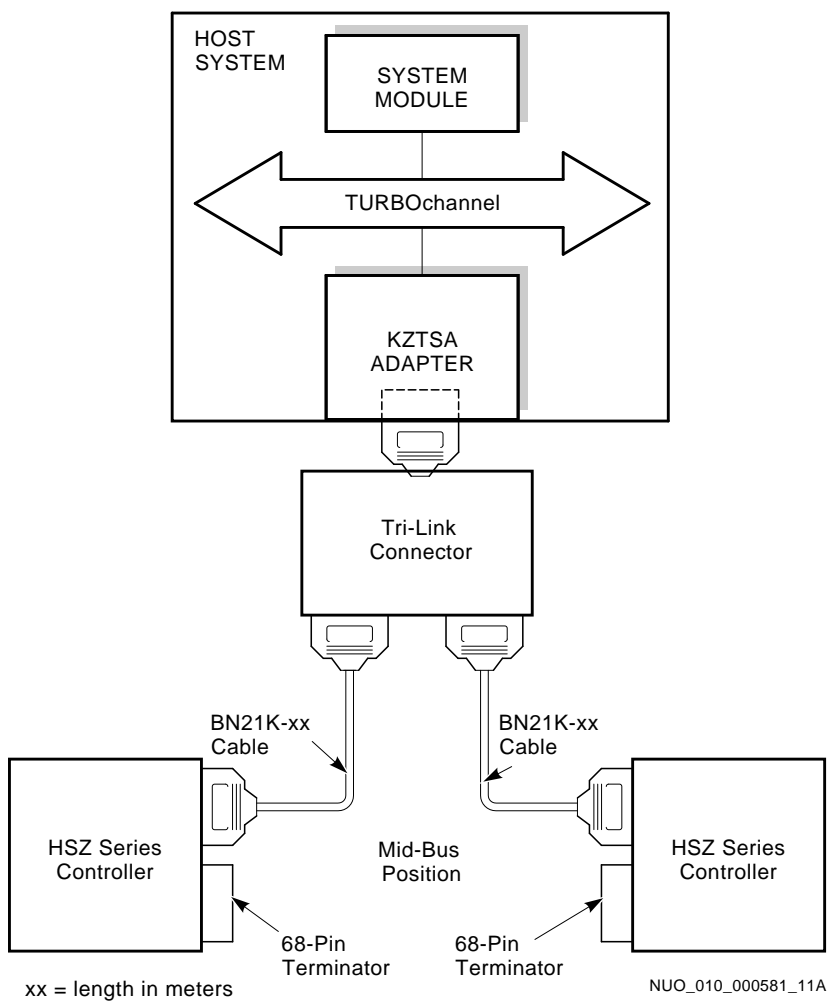 HOST
SYSTEM
SYSTEM
MODULE
TURBOchannel
KZTSA
ADAPTER
Tri-Link
Connector
BN21K-xx
Cable
BN21K-xx
Cable
HSZ Series
Controller
Mid-Bus
Position
HSZ Series
Controller
68-Pin
Terminator
68-Pin
Terminator
xx = length in meters
NUO_010_000581_11A